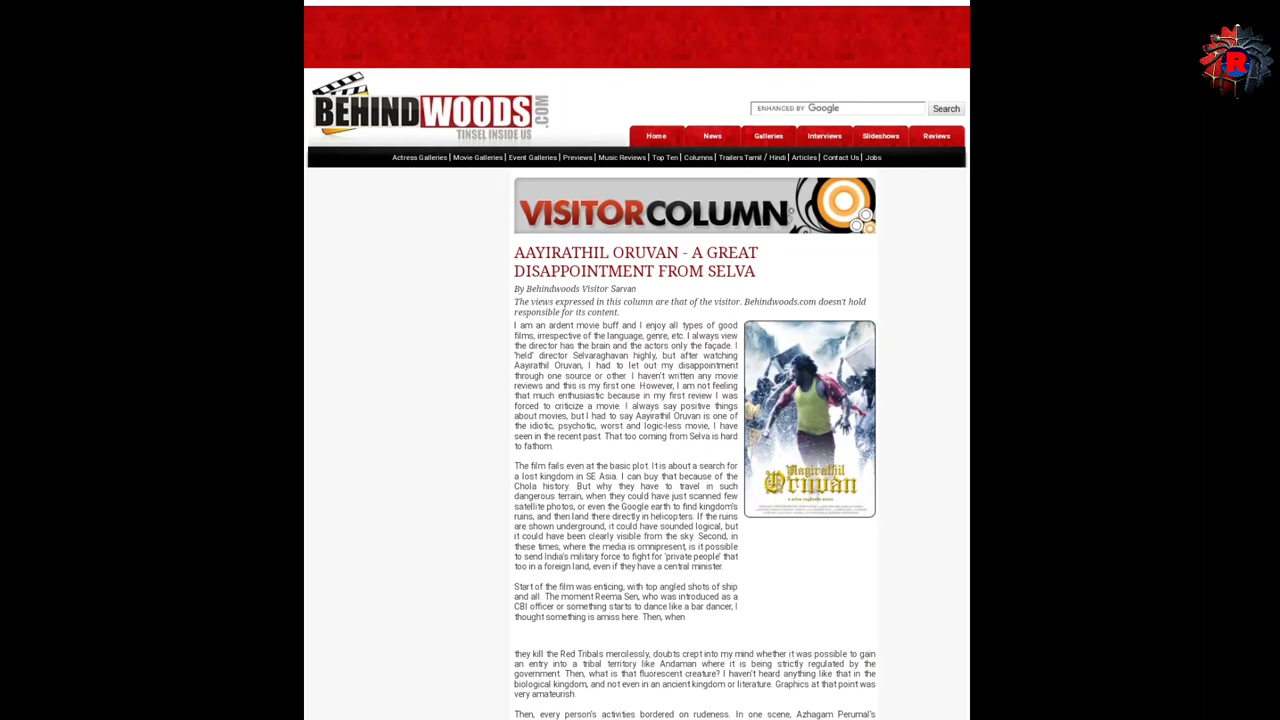 BEHINDWOODS.COM
TINSEL INSIDE US
ENHANCED BY Google
Search
Home
News
Galleries
Interviews
Slideshows
Reviews
Actress Galleries | Movie Galleries | Event Galleries | Previews | Music Reviews | Top Ten | Columns | Trailers Tamil / Hindi | Articles | Contact Us | Jobs
R
VISITORCOLUMN
AAYIRATHIL ORUVAN - A GREAT
DISAPPOINTMENT FROM SELVA
By Behindwoods Visitor Sarvan
The views expressed in this column are that of the visitor. Behindwoods.com doesn't hold
responsible for its content.
I am an ardent movie buff and I enjoy all types of good
films, irrespective of the language, genre, etc. I always view
the director has the brain and the actors only the façade. I
'held' director Selvaraghavan highly, but after watching
Aayirathil Oruvan, I had to let out my disappointment
through one source or other. I haven't written any movie
reviews and this is my first one. However, I am not feeling
that much enthusiastic because in my first review I was
forced to criticize a movie. I always say positive things
about movies, but I had to say Aayirathil Oruvan is one of
the idiotic, psychotic, worst and logic-less movie, I have
seen in the recent past. That too coming from Selva is hard
to fathom.
The film fails even at the basic plot. It is about a search for
a lost kingdom in SE Asia. I can buy that because of the
Chola history. But why they have to travel in such
dangerous terrain, when they could have just scanned few
satellite photos, or even the Google earth to find kingdom's
ruins, and then land there directly in helicopters. If the ruins
are shown underground, it could have sounded logical, but
it could have been clearly visible from the sky. Second, in
these times, where the media is omnipresent, is it possible
to send India's military force to fight for 'private people' that
too in a foreign land, even if they have a central minister.
Start of the film was enticing, with top angled shots of ship
and all. The moment Reema Sen, who was introduced as a
CBI officer or something starts to dance like a bar dancer, I
thought something is amiss here. Then, when
Aayirathil
Oruvan
they kill the Red Tribals mercilessly, doubts crept into my mind whether it was possible to gain
an entry into a tribal territory like Andaman where it is being strictly regulated by the
government. Then, what is that fluorescent creature? I haven't heard anything like that in the
biological kingdom, and not even in an ancient kingdom or literature. Graphics at that point was
very amateurish.
Then, every person's activities bordered on rudeness. In one scene, Azhagam Perumal's